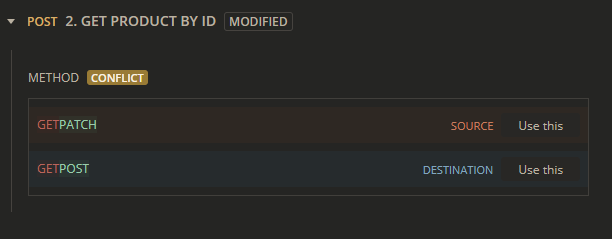 POST 2. GET PRODUCT BY ID MODIFIED
METHOD CONFLICT
GETPATCH SOURCE Use this
GETPOST DESTINATION Use this